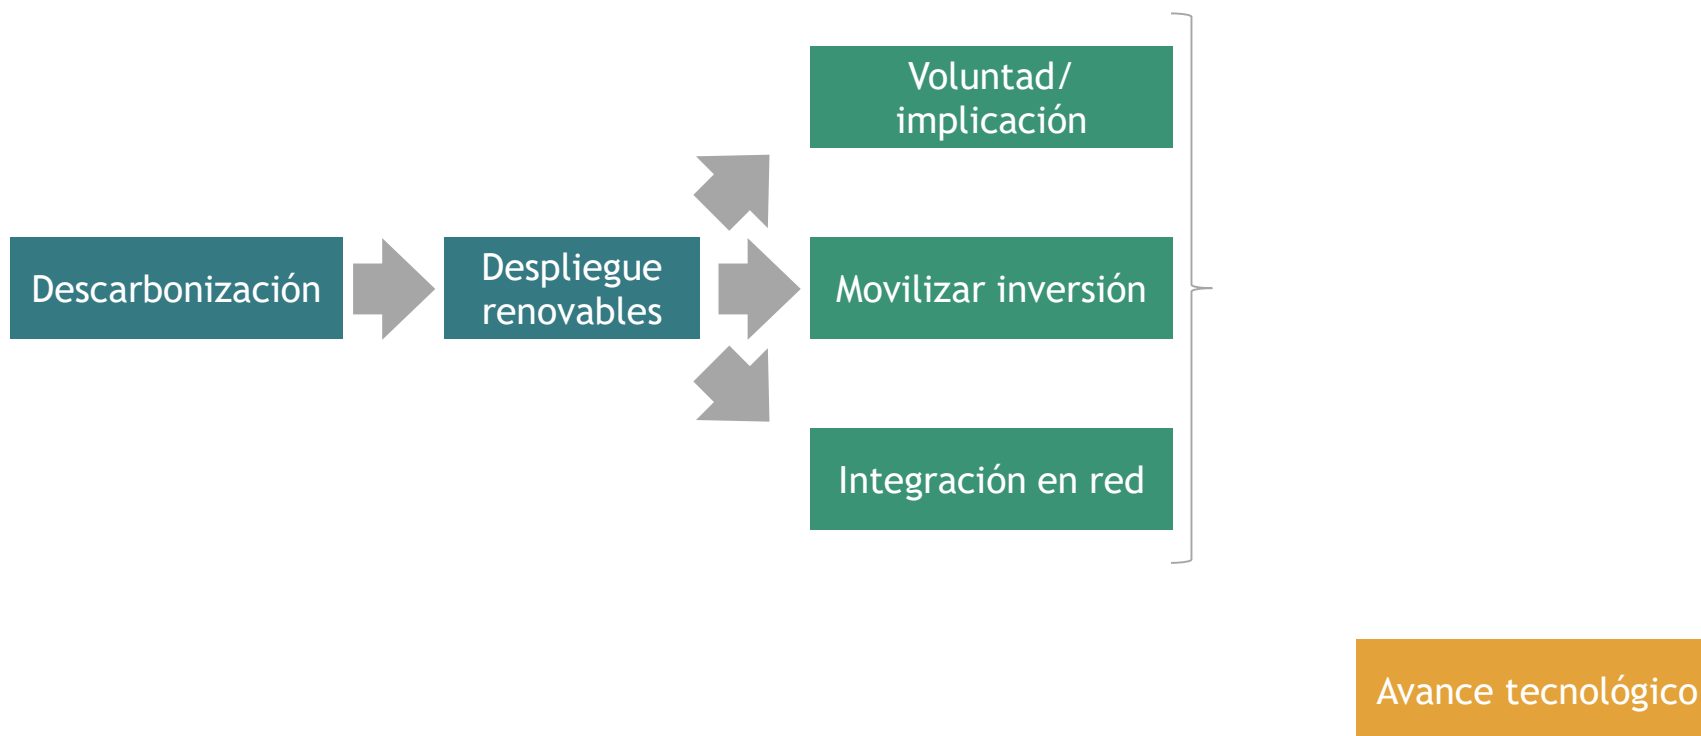 Voluntad/
implicación
Descarbonización
Despliegue
renovables
Movilizar inversión
Integración en red
Avance tecnológico